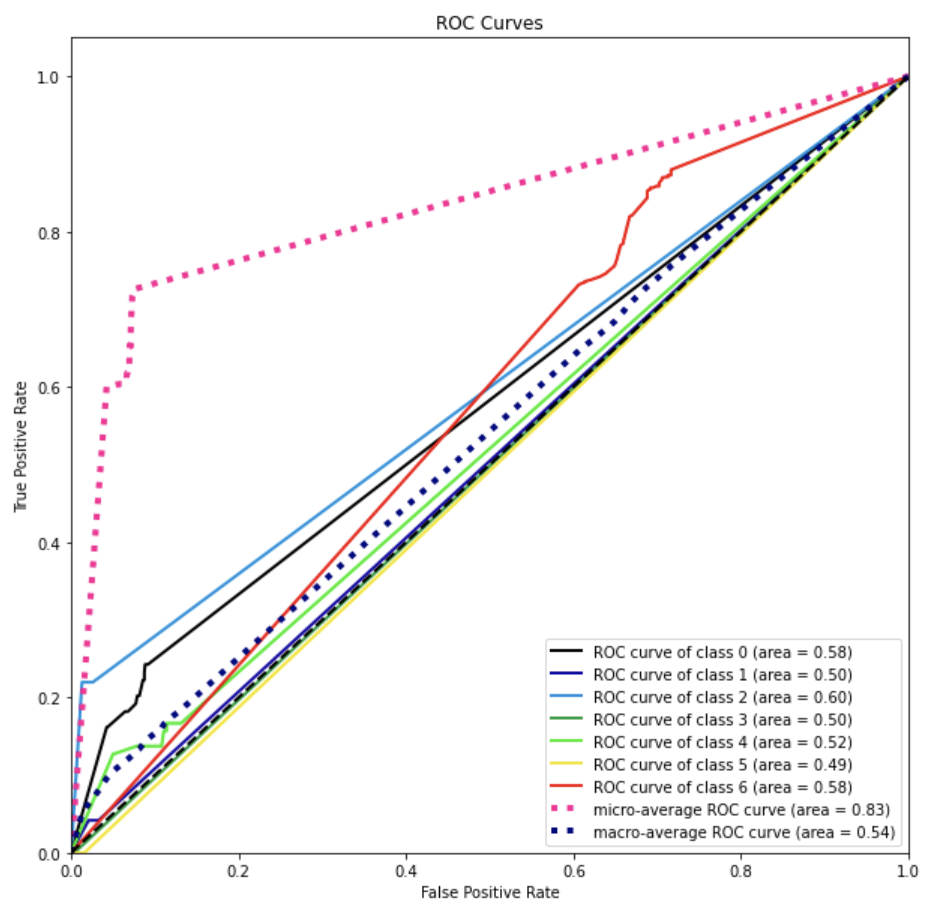 ROC Curves
1.0
0.8
0.6
0.4
0.2
0.0
True Positive Rate
0.0 0.2 0.4 0.6 0.8 1.0
False Positive Rate
ROC curve of class 0 (area = 0.58)
ROC curve of class 1 (area = 0.50)
ROC curve of class 2 (area = 0.60)
ROC curve of class 3 (area = 0.50)
ROC curve of class 4 (area = 0.52)
ROC curve of class 5 (area = 0.49)
ROC curve of class 6 (area = 0.58)
micro-average ROC curve (area = 0.83)
macro-average ROC curve (area = 0.54)